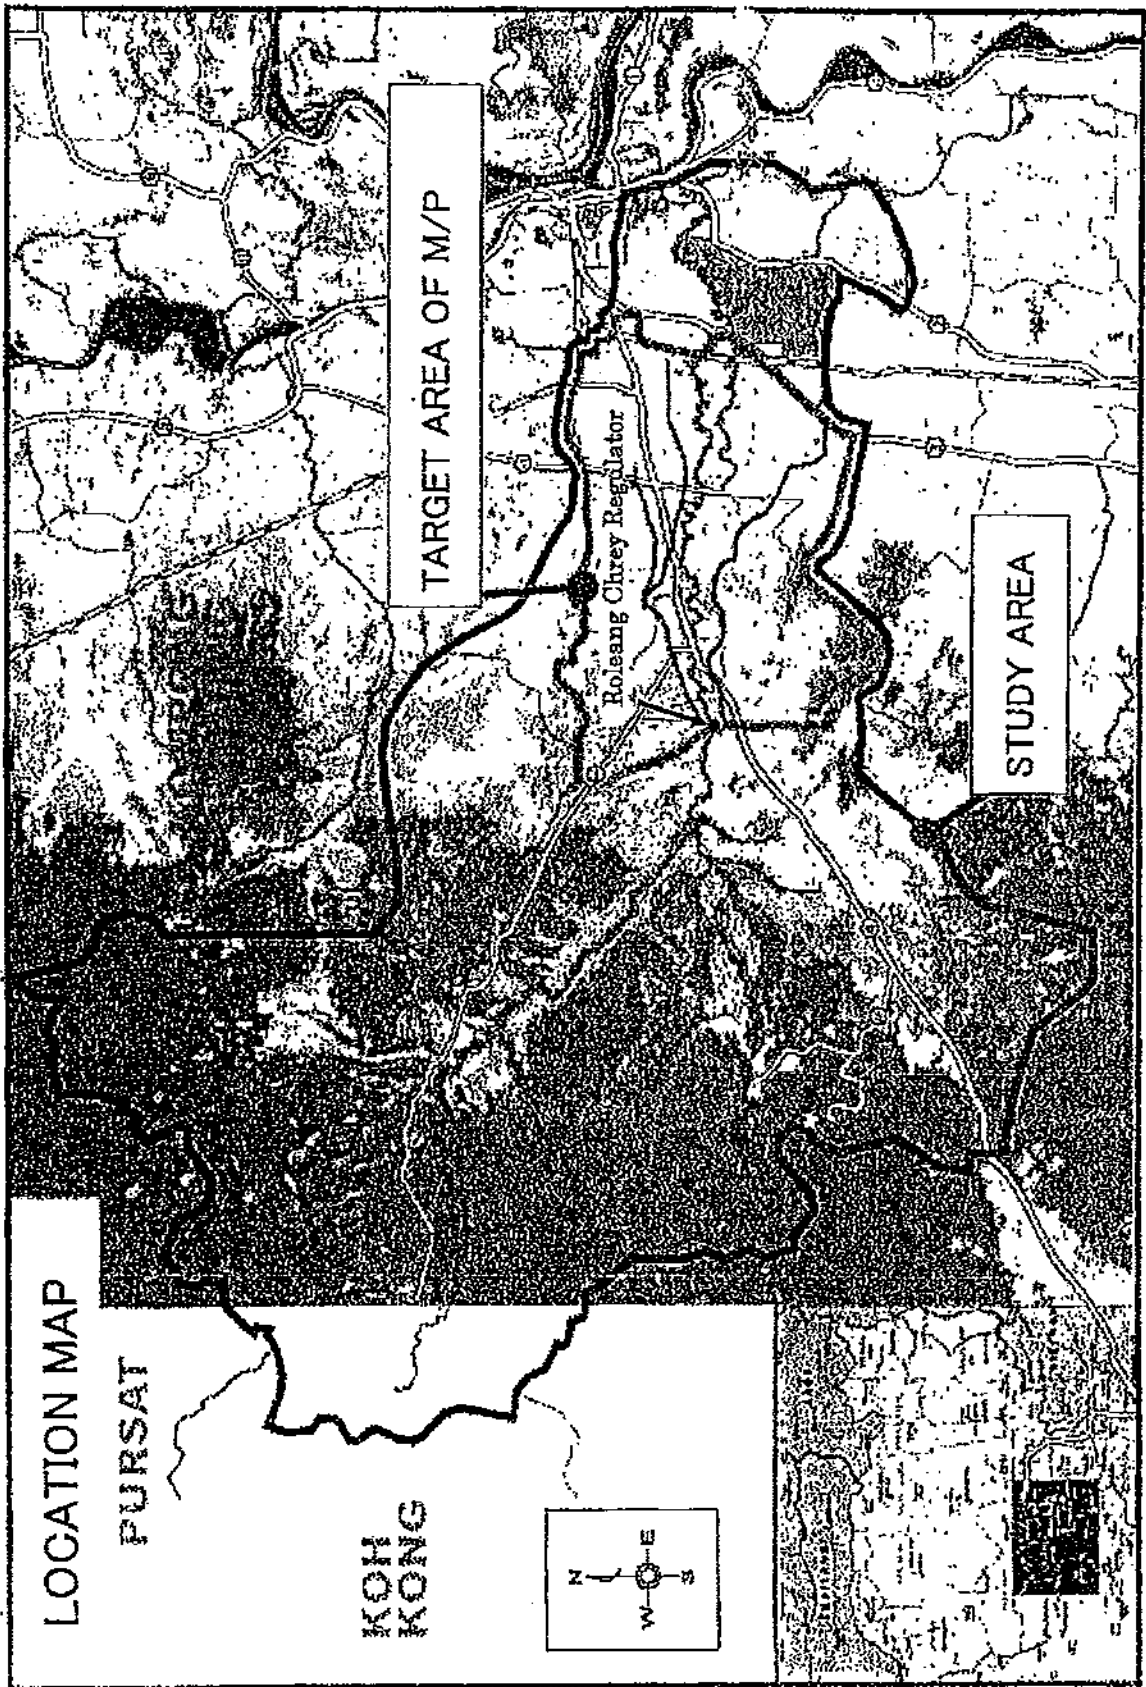 LOCATION MAP
PURSAT
KOH
KONG
TARGET AREA OF M/P
Roleang Chrey Regulator
STUDY AREA
N
W
E
S